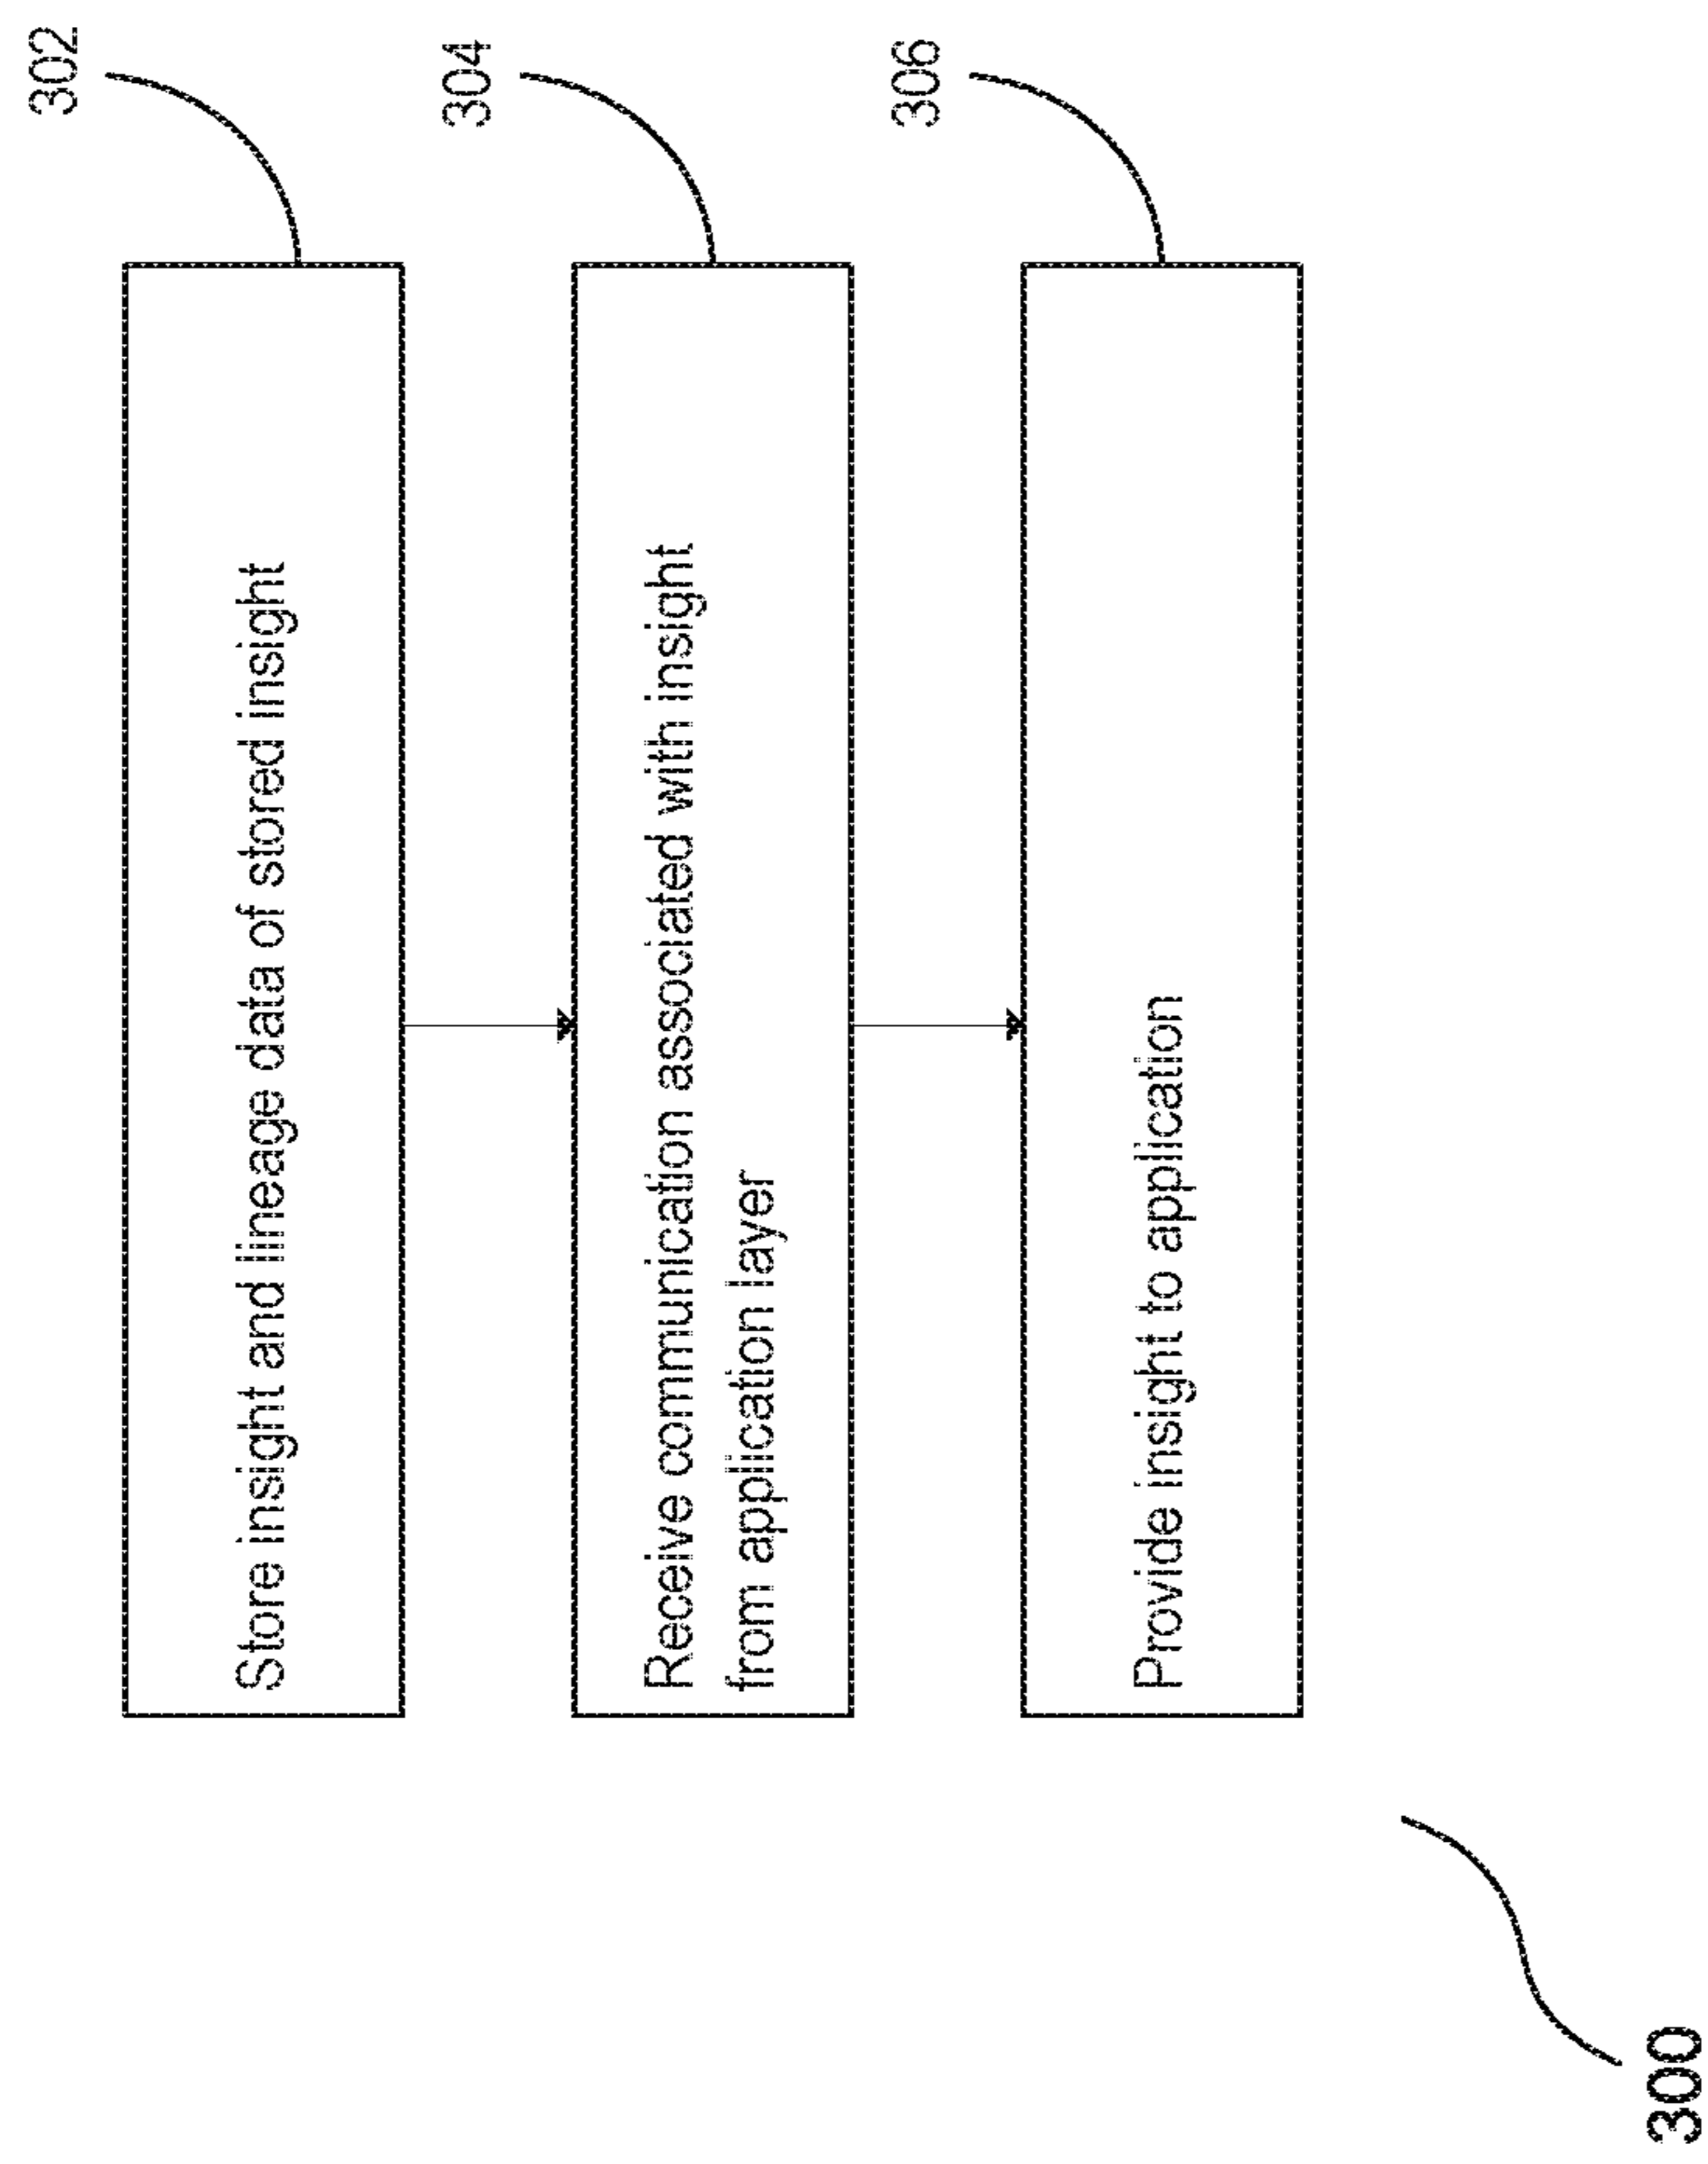 302
Store insight and lineage data of stored insight
304
Receive communication associated with insight
from application layer
306
Provide insight to application
300